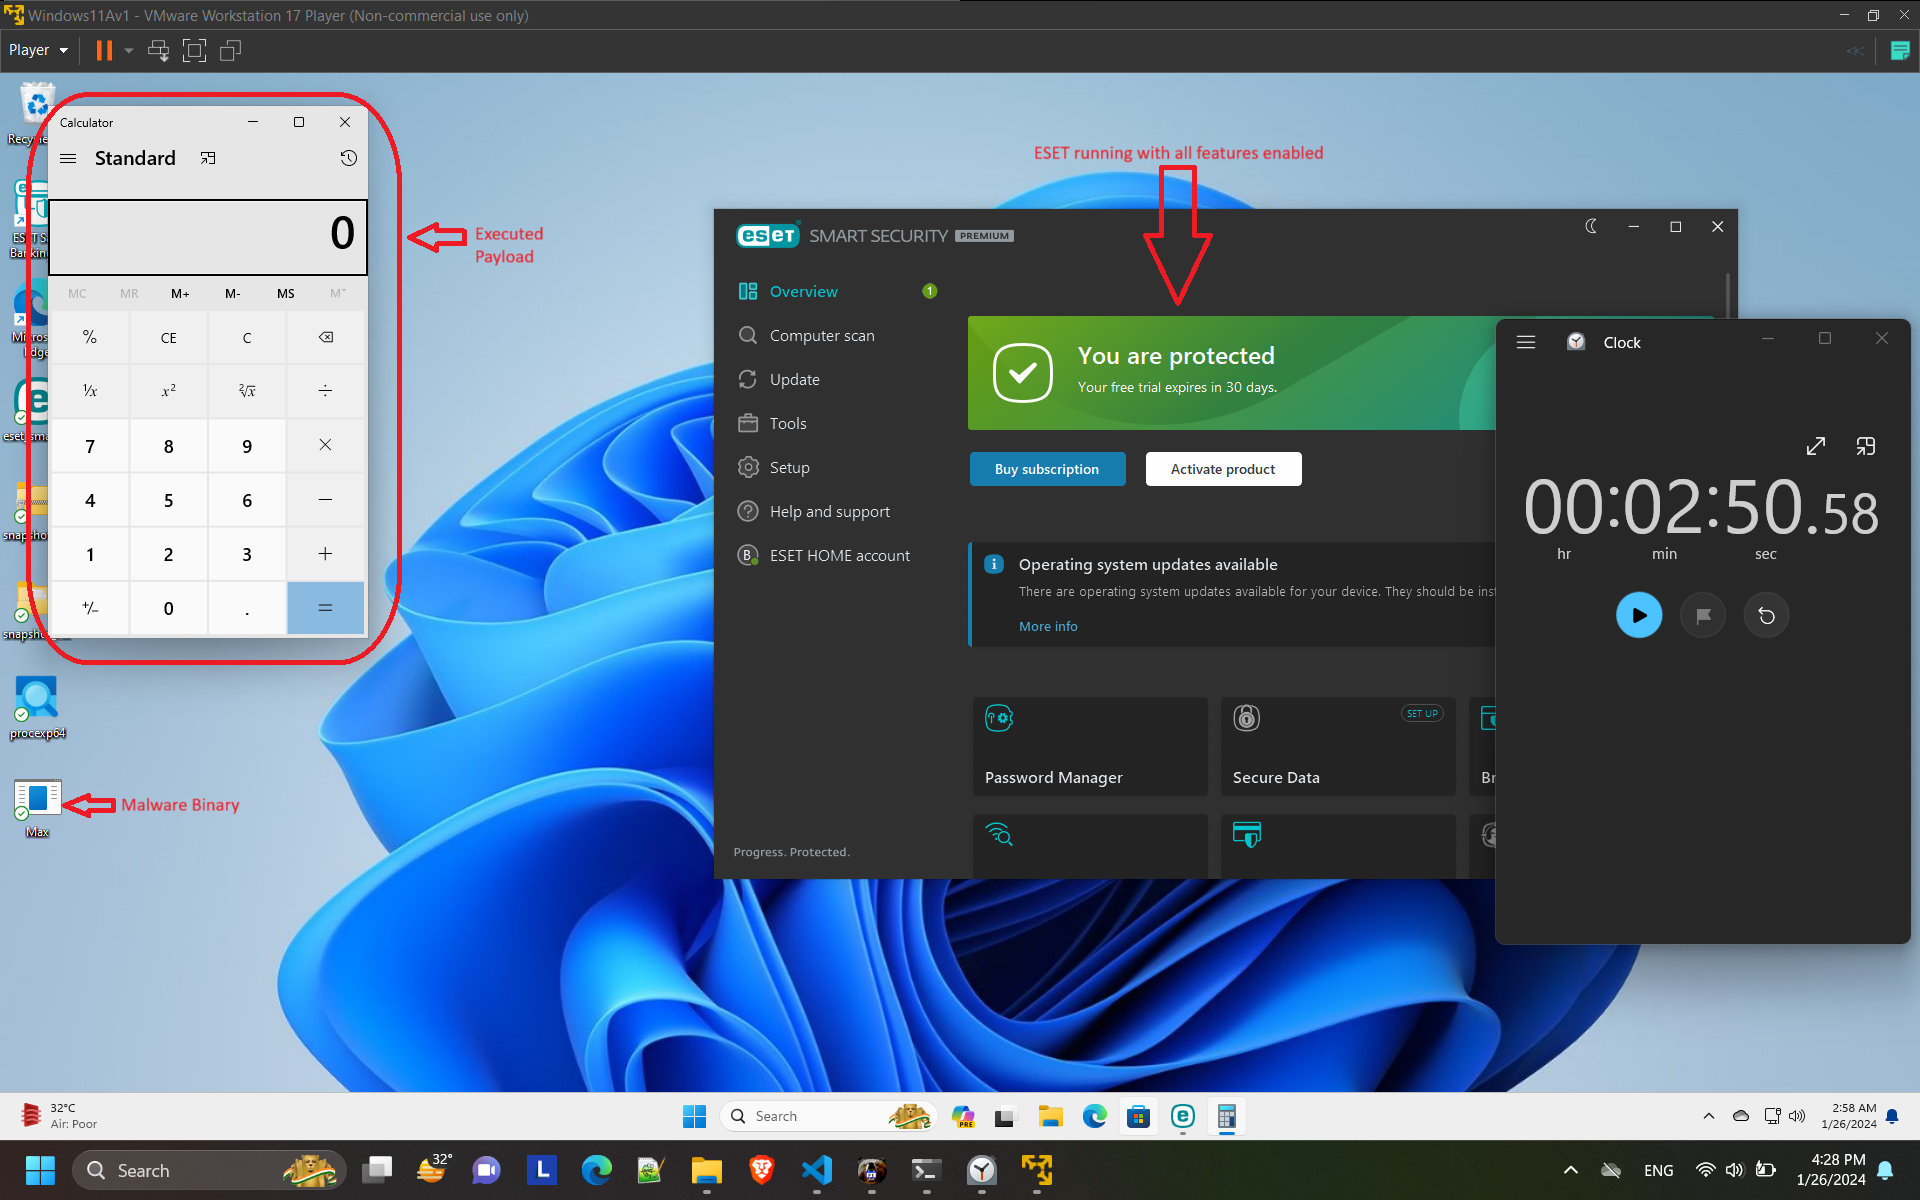 Windows11Av1 - VMware Workstation 17 Player (Non-commercial use only)
Player
Calculator
Standard
0
MC MR M+ M- MS M˅
% CE C
¹/x x² ²√x ÷
7 8 9 ×
4 5 6 −
1 2 3 +
+/− 0 . =
Executed
Payload
ESET running with all features enabled
eseT SMART SECURITY PREMIUM
Overview 1
Computer scan
Update
Tools
Setup
Help and support
B ESET HOME account
Progress. Protected.
You are protected
Your free trial expires in 30 days.
Buy subscription Activate product
Operating system updates available
There are operating system updates available for your device. They should be inst
More info
Password Manager
SET UP
Secure Data
Br
Clock
00:02:50.58
hr min sec
procexp64
Malware Binary
Max
32°C
Air: Poor
Search
PRE
2:58 AM
1/26/2024
Search
32°
L
ENG
4:28 PM
1/26/2024